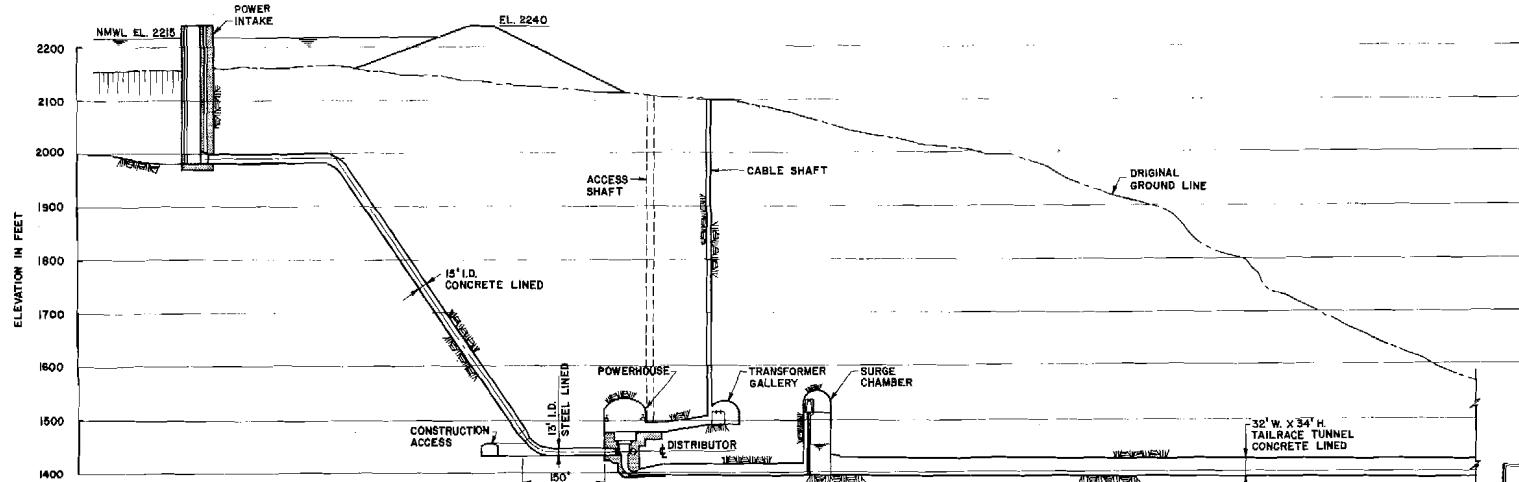 POWER
INTAKE
NMWL EL. 2215
EL. 2240
2200
2100
2000
1900
1800
1700
1600
1500
1400
ELEVATION IN FEET
ACCESS
SHAFT
CABLE SHAFT
ORIGINAL
GROUND LINE
15' I.D.
CONCRETE LINED
13' I.D.
STEEL LINED
CONSTRUCTION
ACCESS
POWERHOUSE
TRANSFORMER
GALLERY
SURGE
CHAMBER
℄ DISTRIBUTOR
150'
32' W. X 34' H.
TAILRACE TUNNEL
CONCRETE LINED